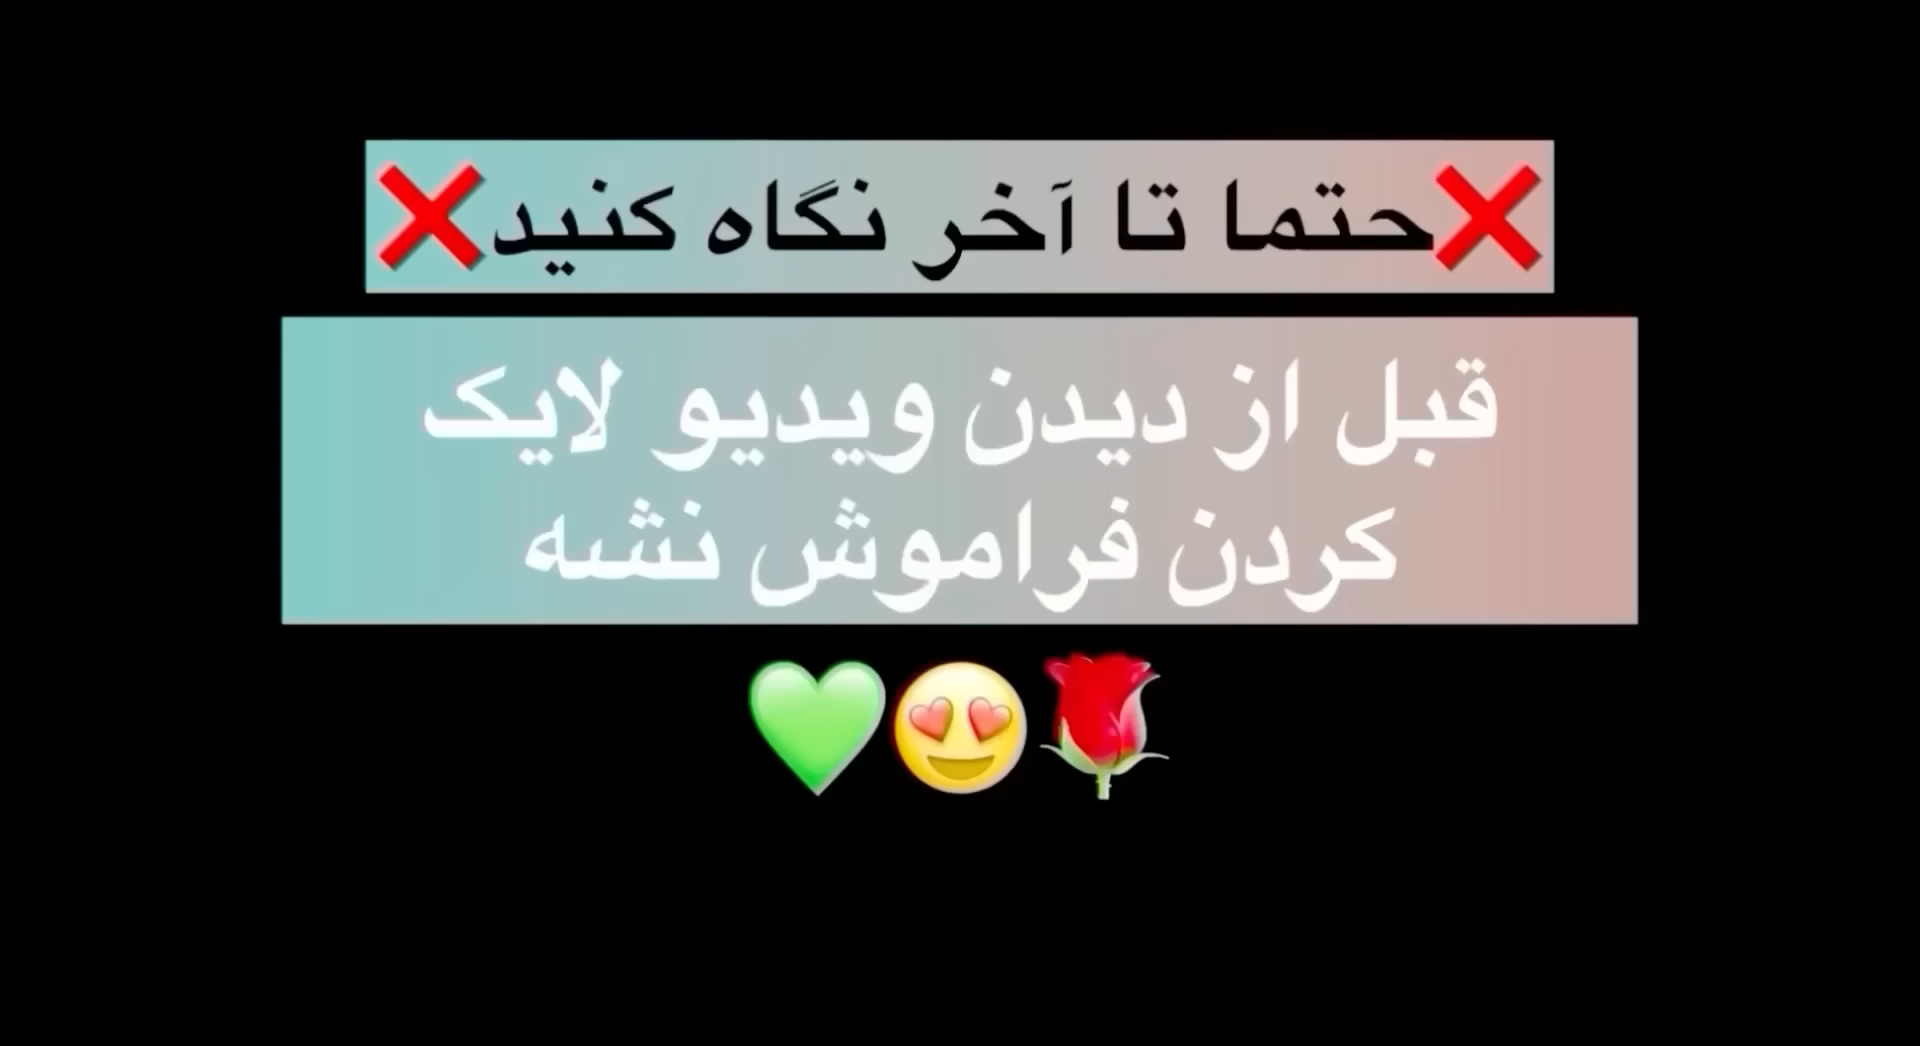 ❌حتما تا آخر نگاه کنید❌
قبل از دیدن ویدیو لایک
کردن فراموش نشه
🌹😍💚